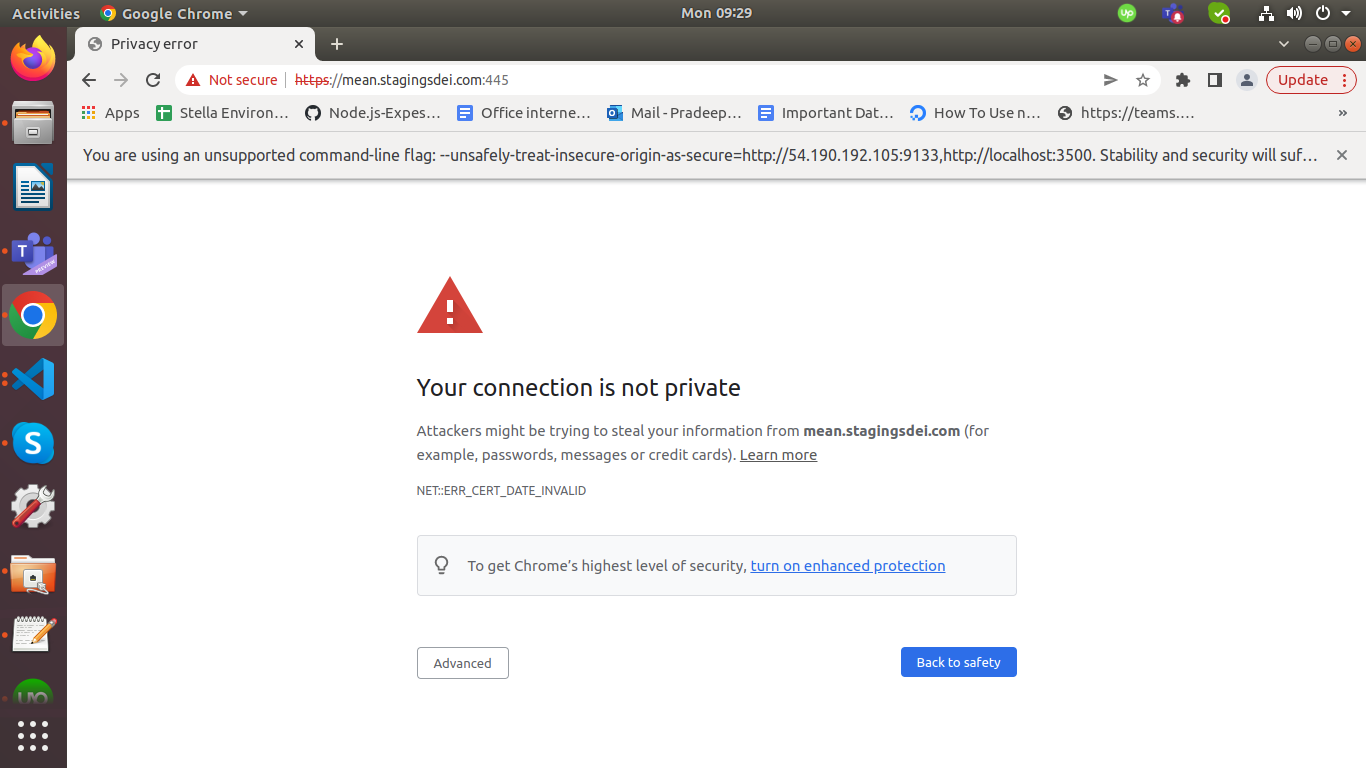 Activities
Google Chrome
Mon 09:29
Up
Privacy error
Not secure
https://mean.stagingsdei.com:445
Update
Apps
Stella Environ...
Node.js-Expes...
Office interne...
Mail - Pradeep...
Important Dat...
How To Use n...
https://teams....
»
You are using an unsupported command-line flag: --unsafely-treat-insecure-origin-as-secure=http://54.190.192.105:9133,http://localhost:3500. Stability and security will suf...
T
PREVIEW
S
Your connection is not private
Attackers might be trying to steal your information from mean.stagingsdei.com (for
example, passwords, messages or credit cards). Learn more
NET::ERR_CERT_DATE_INVALID
To get Chrome's highest level of security, turn on enhanced protection
Advanced
Back to safety